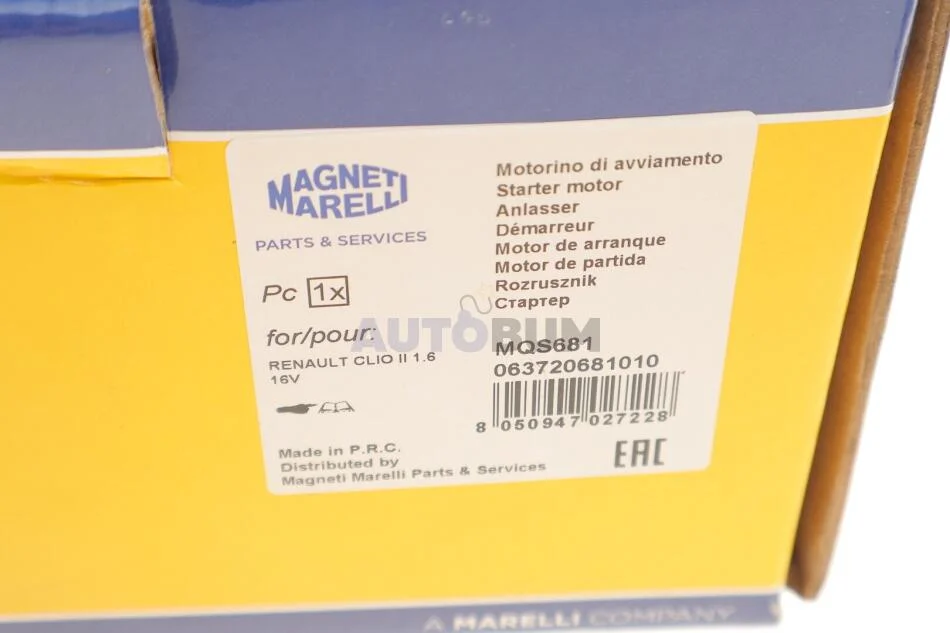 MAGNETI
MARELLI
PARTS & SERVICES
Pc 1x
for/pour:
RENAULT CLIO II 1.6
16V
Motorino di avviamento
Starter motor
Anlasser
Démarreur
Motor de arranque
Motor de partida
Rozrusznik
Стартер
AUTOBUM
MQS681
063720681010
8 050947 027228
EAC
Made in P.R.C.
Distributed by
Magneti Marelli Parts & Services
A MARELLI COMPANY